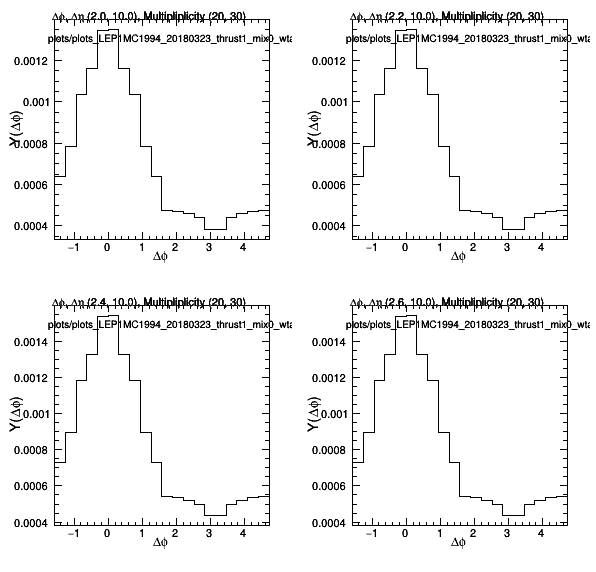 Δϕ, Δη (2.0, 10.0), Multipliplicity (20, 30)
plots/plots_LEP1MC1994_20180323_thrust1_mix0_wta
Y(Δϕ)
0.0012
0.001
0.0008
0.0006
0.0004
−1 0 1 2 3 4
Δϕ
Δϕ, Δη (2.2, 10.0), Multipliplicity (20, 30)
plots/plots_LEP1MC1994_20180323_thrust1_mix0_wta
Y(Δϕ)
0.0012
0.001
0.0008
0.0006
0.0004
−1 0 1 2 3 4
Δϕ
Δϕ, Δη (2.4, 10.0), Multipliplicity (20, 30)
plots/plots_LEP1MC1994_20180323_thrust1_mix0_wta
Y(Δϕ)
0.0014
0.0012
0.001
0.0008
0.0006
0.0004
−1 0 1 2 3 4
Δϕ
Δϕ, Δη (2.6, 10.0), Multipliplicity (20, 30)
plots/plots_LEP1MC1994_20180323_thrust1_mix0_wta
Y(Δϕ)
0.0014
0.0012
0.001
0.0008
0.0006
0.0004
−1 0 1 2 3 4
Δϕ